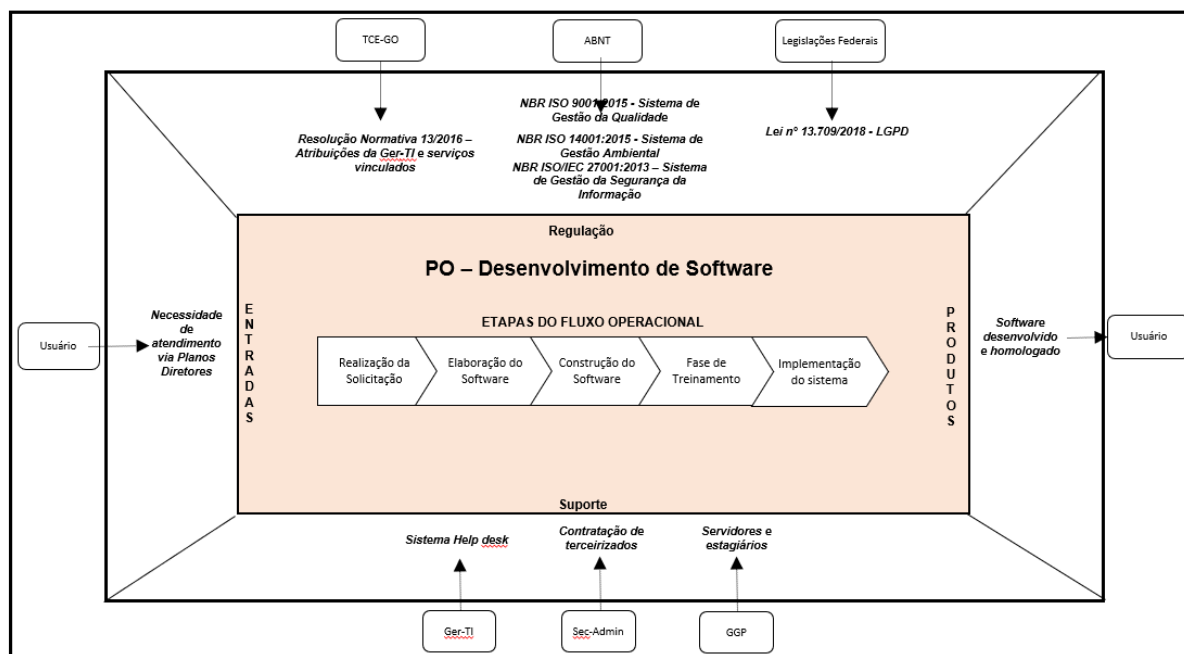 TCE-GO
ABNT
Legislações Federais
NBR ISO 9001:2015 - Sistema de
Gestão da Qualidade
Resolução Normativa 13/2016 –
Atribuições da Ger-TI e serviços
vinculados
NBR ISO 14001:2015 - Sistema de
Gestão Ambiental
NBR ISO/IEC 27001:2013 – Sistema
de Gestão da Segurança da
Informação
Lei nº 13.709/2018 - LGPD
Regulação
PO – Desenvolvimento de Software
Usuário
Necessidade
de
atendimento
via Planos
Diretores
ENTRADAS
ETAPAS DO FLUXO OPERACIONAL
Realização da
Solicitação
Elaboração do
Software
Construção do
Software
Fase de
Treinamento
Implementação
do sistema
PRODUTOS
Software
desenvolvido
e homologado
Usuário
Suporte
Sistema Help desk
Contratação de
terceirizados
Servidores e
estagiários
Ger-TI
Sec-Admin
GGP